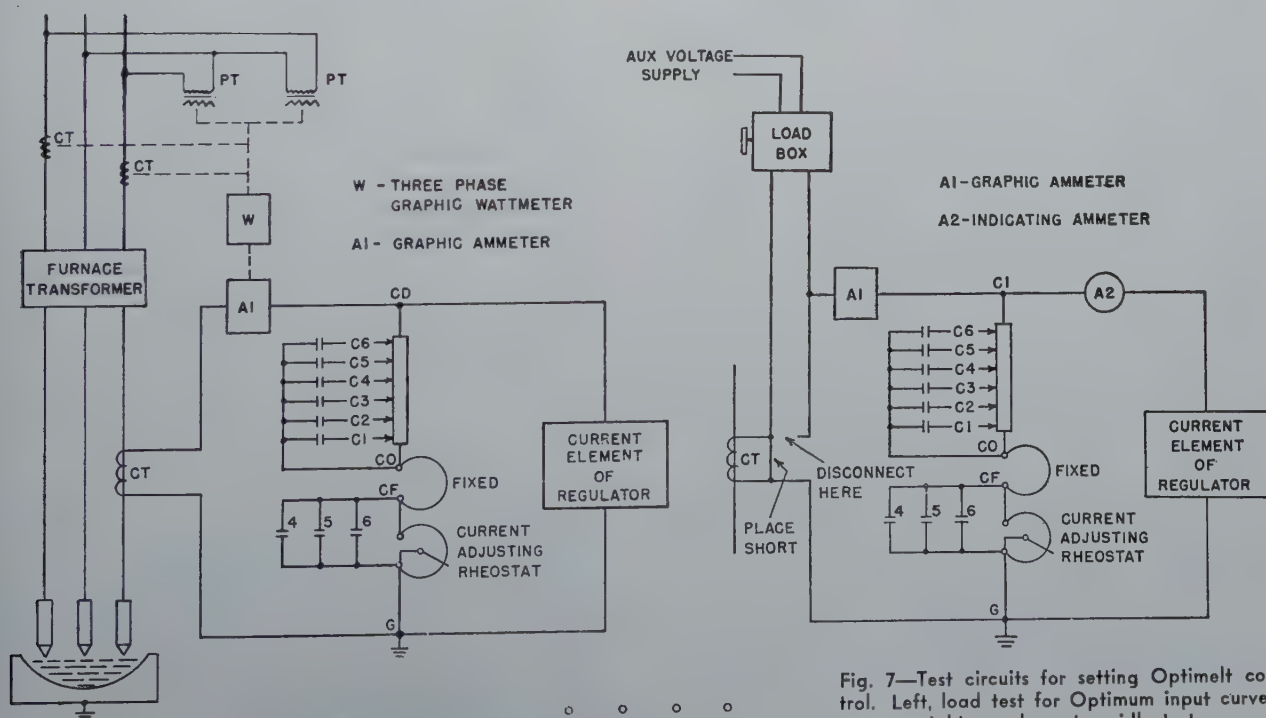 PT
PT
CT
CT
W - THREE PHASE
GRAPHIC WATTMETER
A1- GRAPHIC AMMETER
W
FURNACE
TRANSFORMER
A1
CD
C6
C5
C4
C3
C2
C1
CO
FIXED
CF
4
5
6
CURRENT
ADJUSTING
RHEOSTAT
CT
G
CURRENT
ELEMENT
OF
REGULATOR
AUX VOLTAGE
SUPPLY
LOAD
BOX
A1-GRAPHIC AMMETER
A2-INDICATING AMMETER
A1
C1
A2
C6
C5
C4
C3
C2
C1
CO
FIXED
CF
4
5
6
CURRENT
ADJUSTING
RHEOSTAT
CT
DISCONNECT
HERE
PLACE
SHORT
G
CURRENT
ELEMENT
OF
REGULATOR
Fig. 7—Test circuits for setting Optimelt co
trol. Left, load test for Optimum input curve